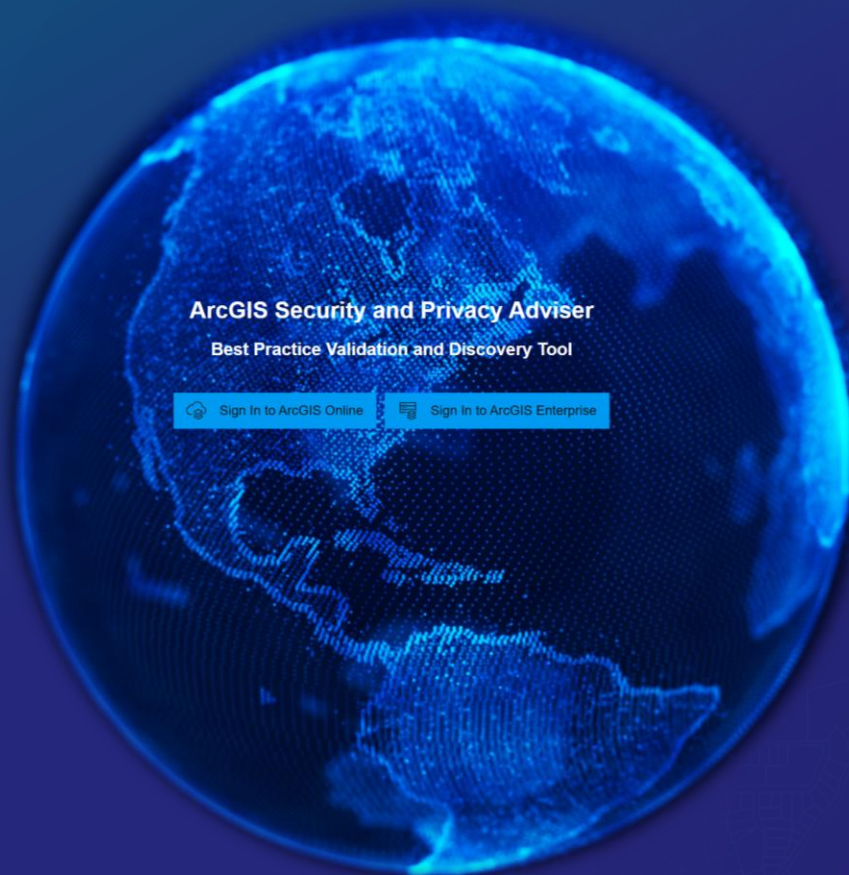 ArcGIS Security and Privacy Adviser
Best Practice Validation and Discovery Tool
Sign In to ArcGIS Online
Sign In to ArcGIS Enterprise